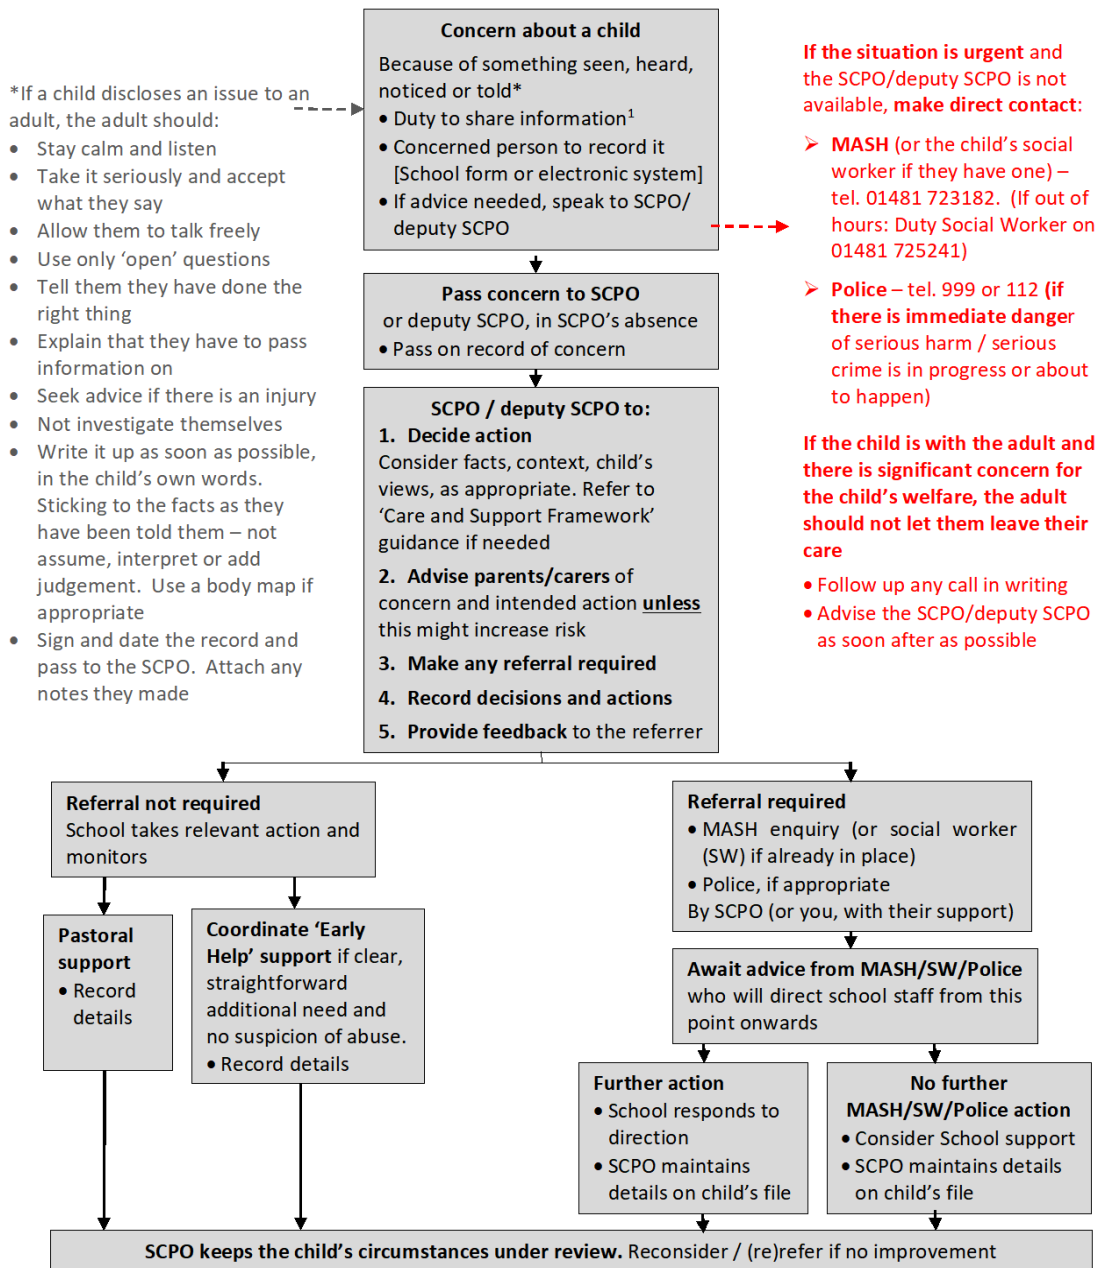 Concern about a child
Because of something seen, heard,
noticed or told*
• Duty to share information1
• Concerned person to record it
[School form or electronic system]
• If advice needed, speak to SCPO/
deputy SCPO
*If a child discloses an issue to an
adult, the adult should:
• Stay calm and listen
• Take it seriously and accept
what they say
• Allow them to talk freely
• Use only ‘open’ questions
• Tell them they have done the
right thing
• Explain that they have to pass
information on
• Seek advice if there is an injury
• Not investigate themselves
• Write it up as soon as possible,
in the child’s own words.
Sticking to the facts as they
have been told them – not
assume, interpret or add
judgement. Use a body map if
appropriate
• Sign and date the record and
pass to the SCPO. Attach any
notes they made
If the situation is urgent and
the SCPO/deputy SCPO is not
available, make direct contact:
➢ MASH (or the child’s social
worker if they have one) –
tel. 01481 723182. (If out of
hours: Duty Social Worker on
01481 725241)
➢ Police – tel. 999 or 112 (if
there is immediate danger
of serious harm / serious
crime is in progress or about
to happen)
If the child is with the adult and
there is significant concern for
the child’s welfare, the adult
should not let them leave their
care
• Follow up any call in writing
• Advise the SCPO/deputy SCPO
as soon after as possible
Pass concern to SCPO
or deputy SCPO, in SCPO’s absence
• Pass on record of concern
SCPO / deputy SCPO to:
1. Decide action
Consider facts, context, child’s
views, as appropriate. Refer to
‘Care and Support Framework’
guidance if needed
2. Advise parents/carers of
concern and intended action unless
this might increase risk
3. Make any referral required
4. Record decisions and actions
5. Provide feedback to the referrer
Referral not required
School takes relevant action and
monitors
Pastoral
support
• Record
details
Coordinate ‘Early
Help’ support if clear,
straightforward
additional need and
no suspicion of abuse.
• Record details
Referral required
• MASH enquiry (or social worker
(SW) if already in place)
• Police, if appropriate
By SCPO (or you, with their support)
Await advice from MASH/SW/Police
who will direct school staff from this
point onwards
Further action
• School responds to
direction
• SCPO maintains
details on child’s file
No further
MASH/SW/Police action
• Consider School support
• SCPO maintains details
on child’s file
SCPO keeps the child’s circumstances under review. Reconsider / (re)refer if no improvement